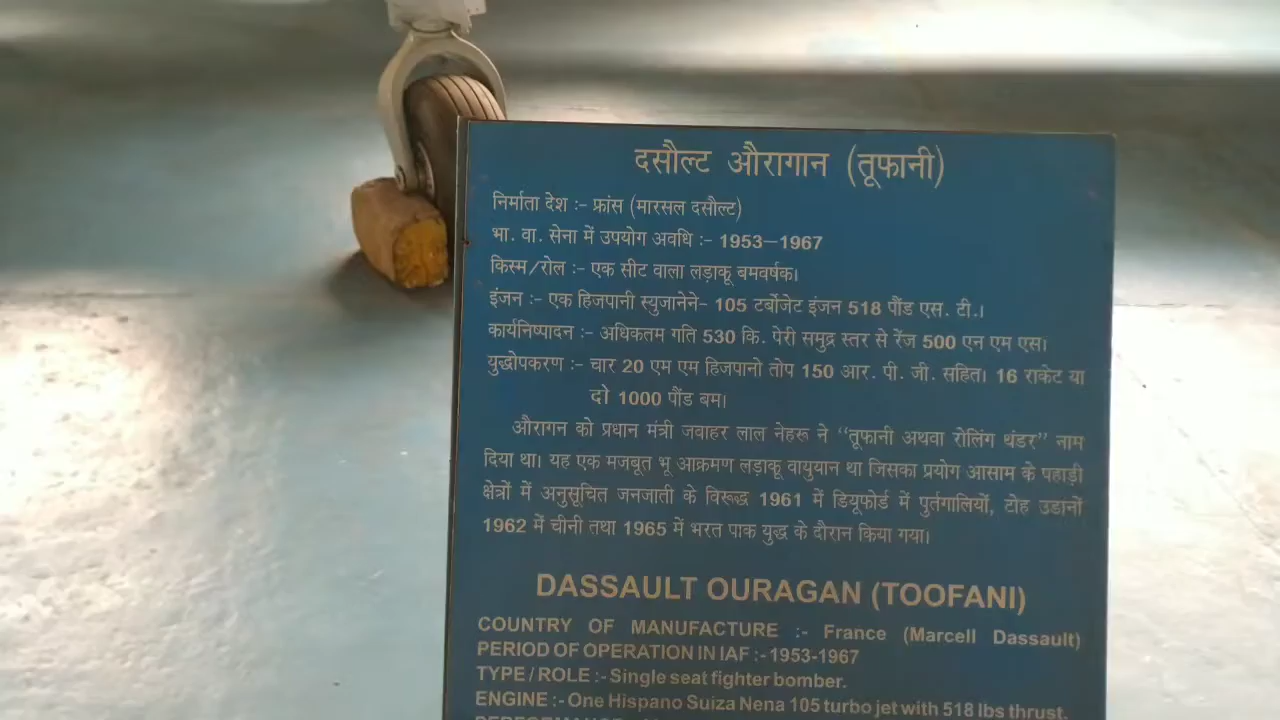 दसौल्ट औरागान (तूफानी)
निर्माता देश :- फ्रांस (मारसल दसौल्ट)
भा. वा. सेना में उपयोग अवधि :- 1953–1967
किस्म/रोल :- एक सीट वाला लड़ाकू बमवर्षक।
इंजन :- एक हिजपानी स्युजानेने- 105 टर्बोजेट इंजन 518 पौंड एस. टी.।
कार्यनिष्पादन :- अधिकतम गति 530 कि. पेरी समुद्र स्तर से रेंज 500 एन एम एस।
युद्धोपकरण :- चार 20 एम एम हिजपानो तोप 150 आर. पी. जी. सहित। 16 राकेट या
दो 1000 पौंड बम।
औरागन को प्रधान मंत्री जवाहर लाल नेहरू ने “तूफानी अथवा रोलिंग थंडर” नाम
दिया था। यह एक मजबूत भू आक्रमण लड़ाकू वायुयान था जिसका प्रयोग आसाम के पहाड़ी
क्षेत्रों में अनुसूचित जनजाती के विरूद्ध 1961 में डियूफोर्ड में पुर्तगालियों, टोह उडानों
1962 में चीनी तथा 1965 में भरत पाक युद्ध के दौरान किया गया।
DASSAULT OURAGAN (TOOFANI)
COUNTRY OF MANUFACTURE :- France (Marcell Dassault)
PERIOD OF OPERATION IN IAF :- 1953-1967
TYPE / ROLE :- Single seat fighter bomber.
ENGINE :- One Hispano Suiza Nena 105 turbo jet with 518 lbs thrust.